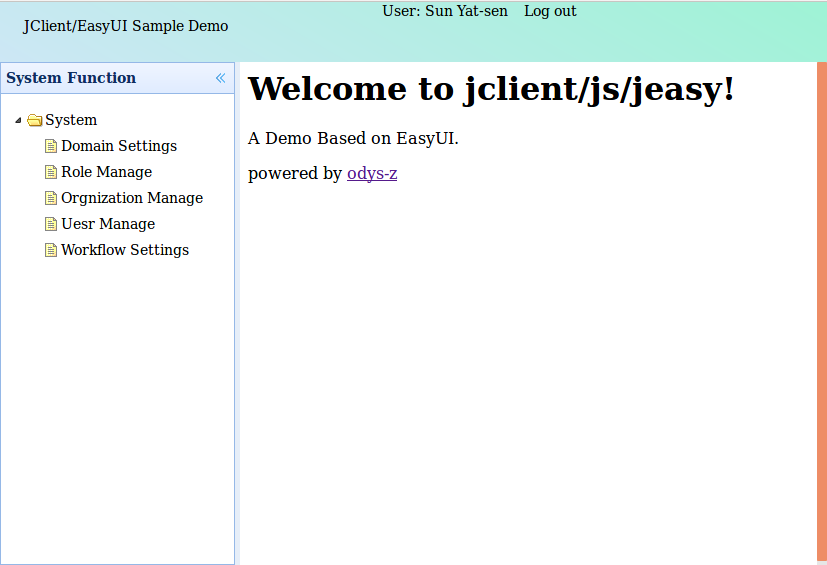 User: Sun Yat-sen Log out
JClient/EasyUI Sample Demo
System Function
System
Domain Settings
Role Manage
Orgnization Manage
Uesr Manage
Workflow Settings
Welcome to jclient/js/jeasy!
A Demo Based on EasyUI.
powered by odys-z